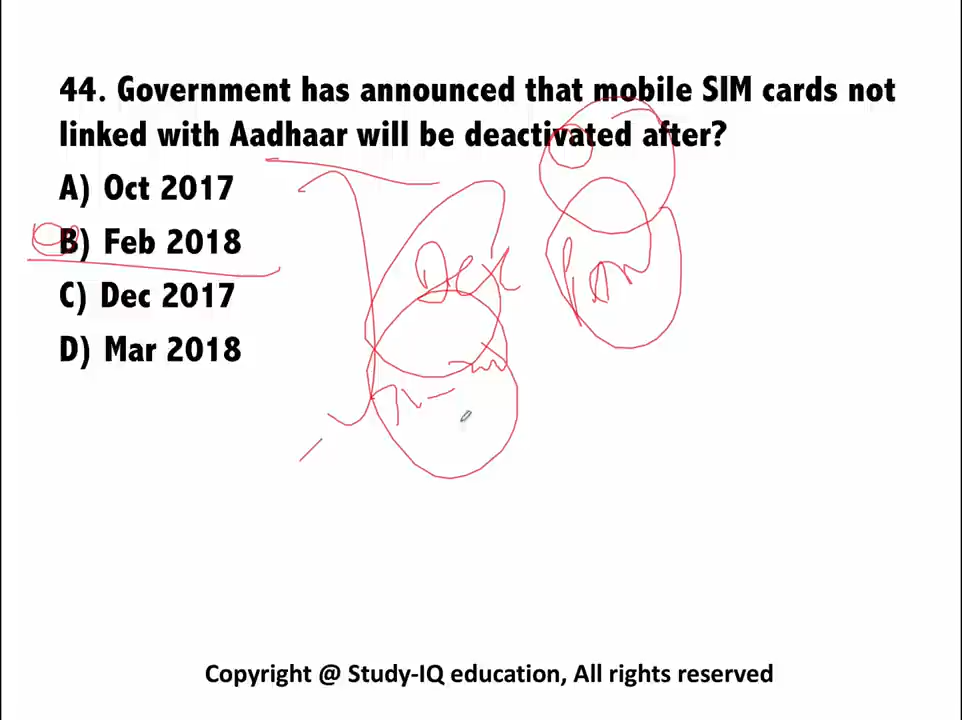 44. Government has announced that mobile SIM cards not
linked with Aadhaar will be deactivated after?
A) Oct 2017
B) Feb 2018
C) Dec 2017
D) Mar 2018
Copyright @ Study-IQ education, All rights reserved